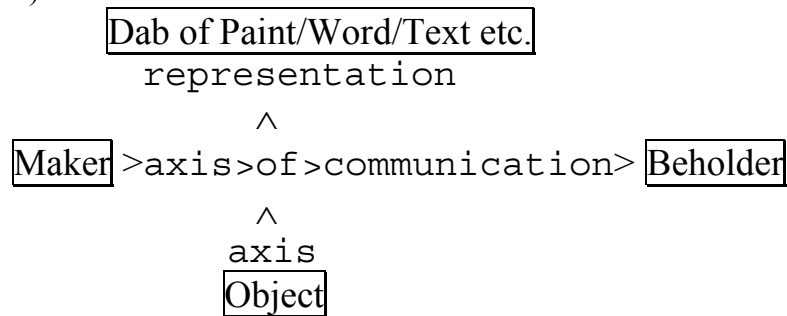 Dab of Paint/Word/Text etc.
representation
^
Maker >axis>of>communication> Beholder
^
axis
Object